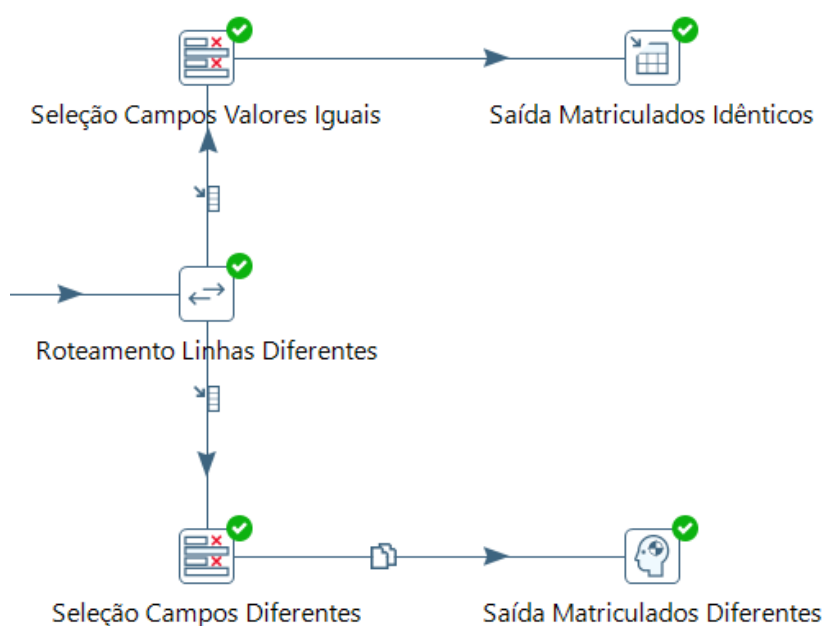 Seleção Campos Valores Iguais
Saída Matriculados Idênticos
Roteamento Linhas Diferentes
Seleção Campos Diferentes
Saída Matriculados Diferentes